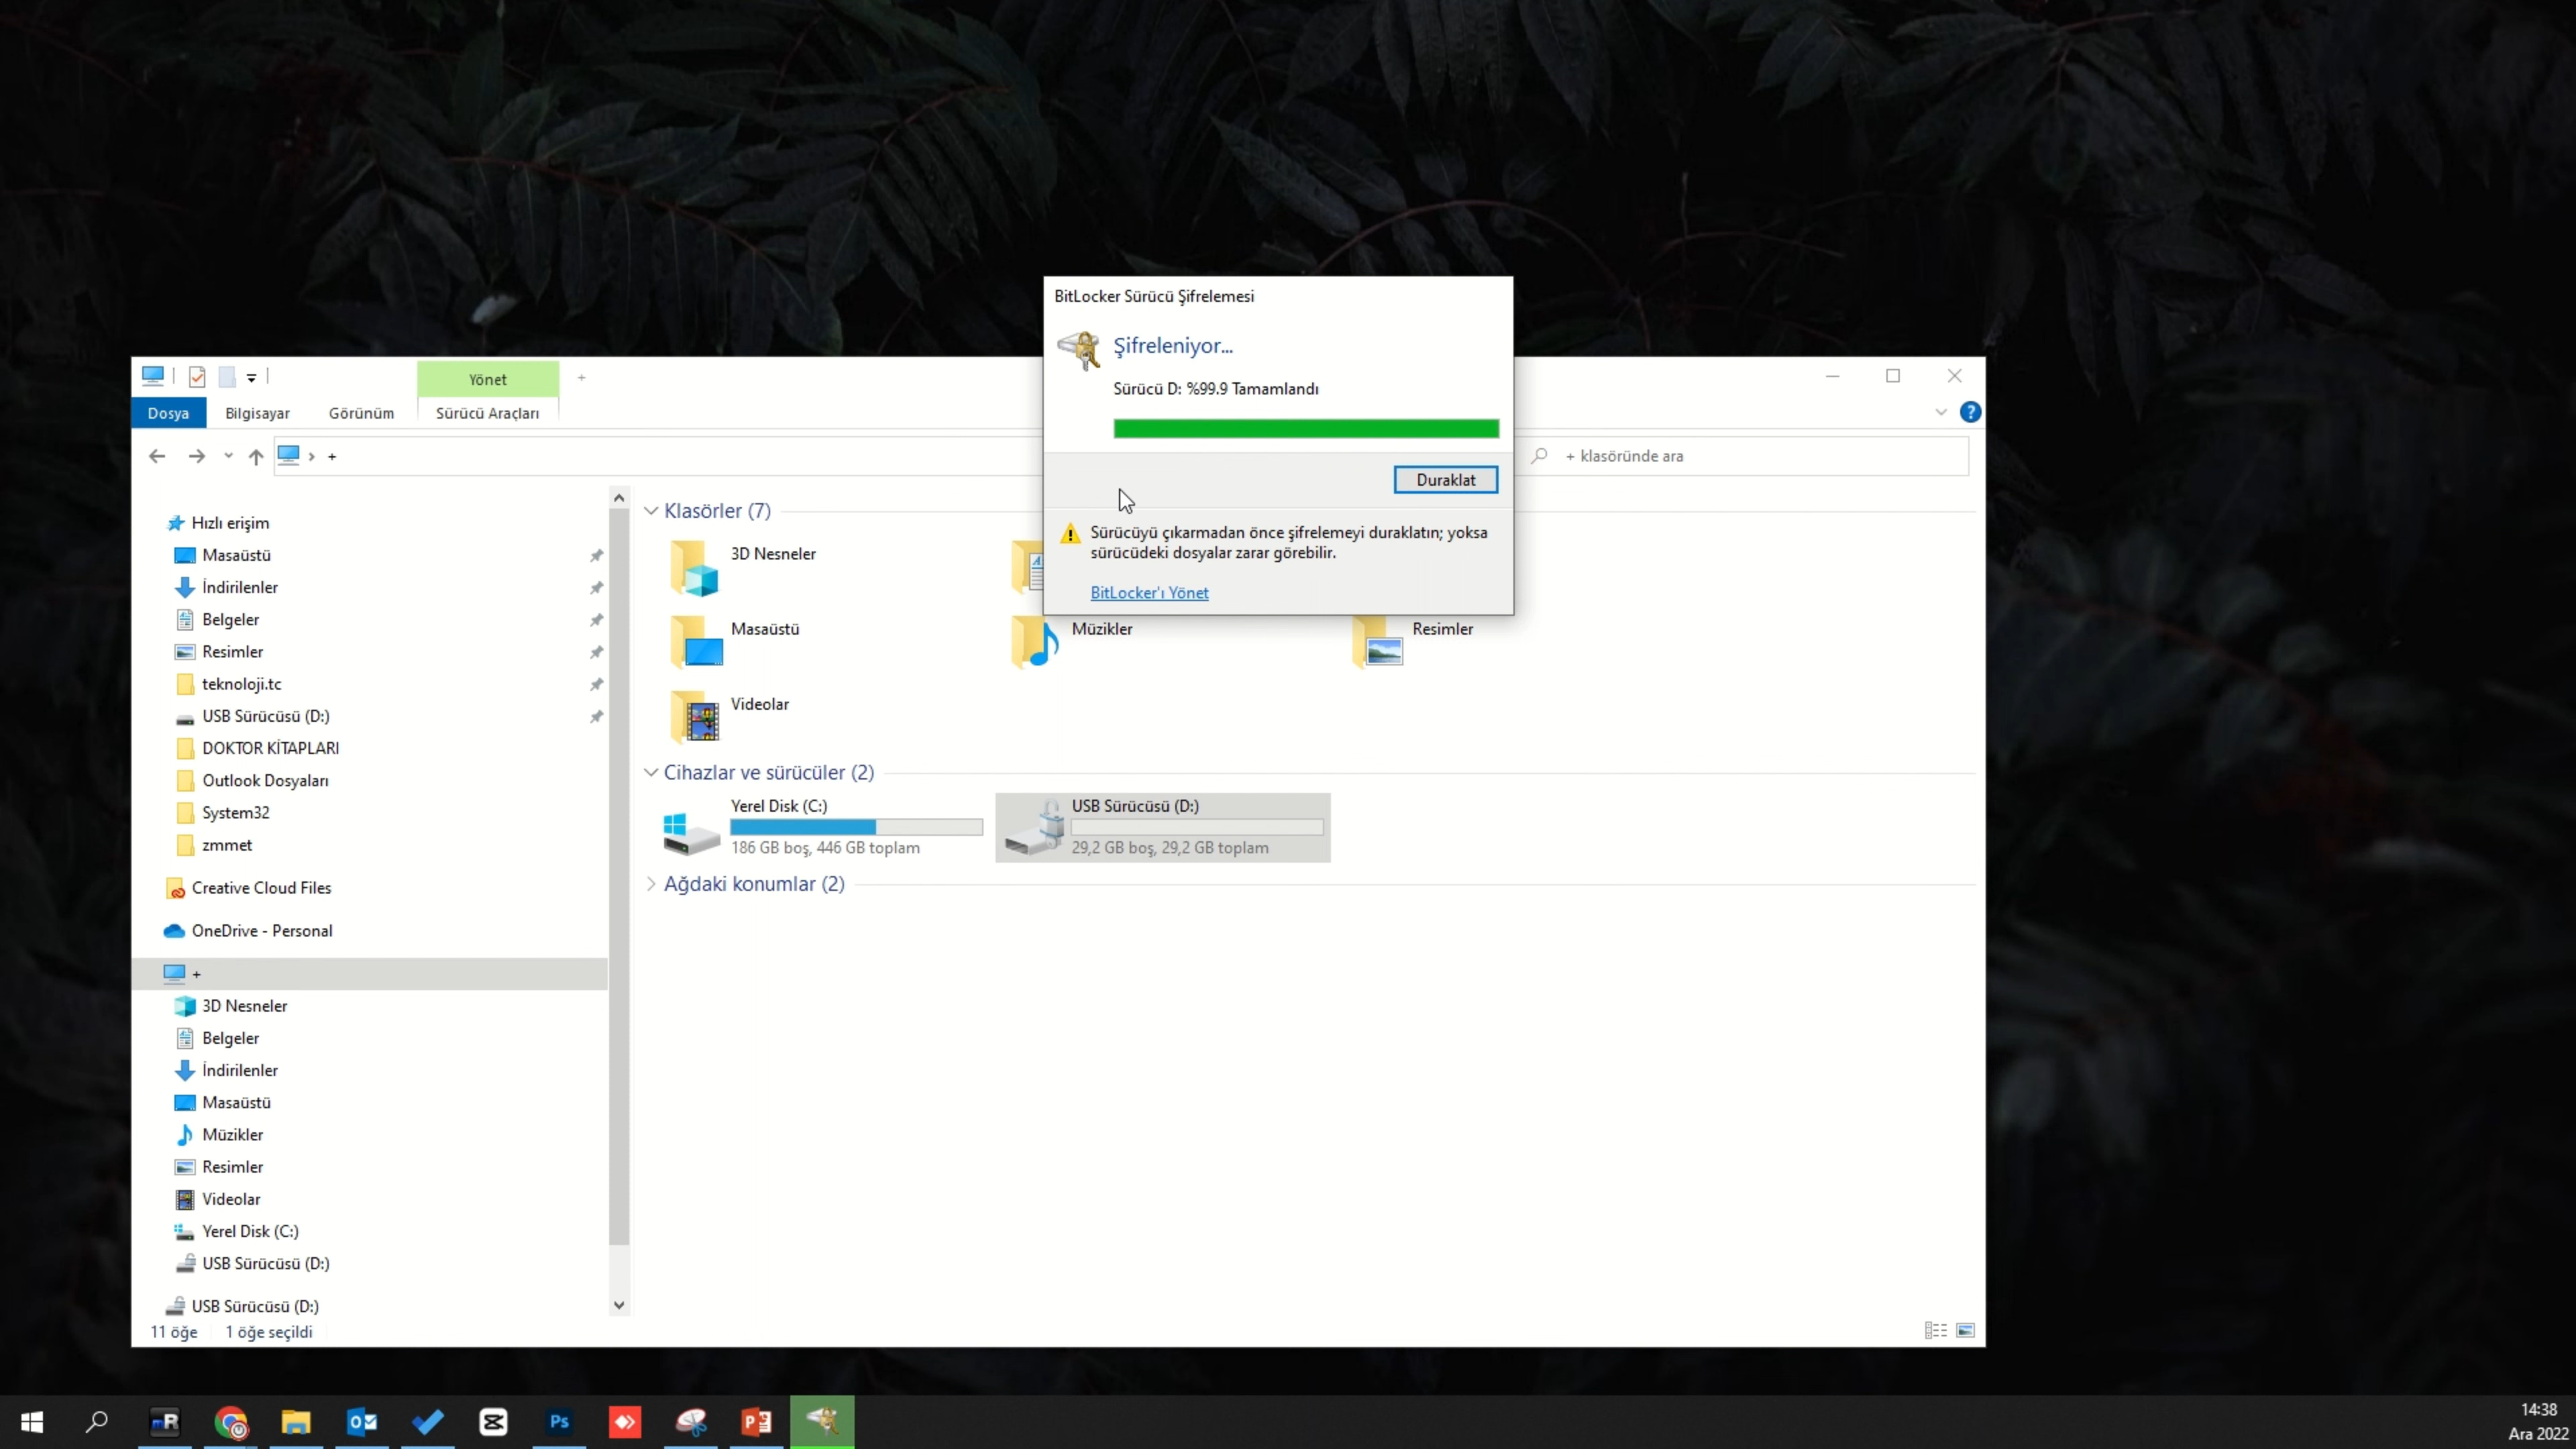 BitLocker Sürücü Şifrelemesi
Şifreleniyor...
Sürücü D: %99.9 Tamamlandı
Duraklat
Sürücüyü çıkarmadan önce şifrelemeyi duraklatın; yoksa
sürücüdeki dosyalar zarar görebilir.
BitLocker'ı Yönet
Yönet
+
Dosya
Bilgisayar
Görünüm
Sürücü Araçları
?
+
+ klasöründe ara
Hızlı erişim
Masaüstü
İndirilenler
Belgeler
Resimler
teknoloji.tc
USB Sürücüsü (D:)
DOKTOR KİTAPLARI
Outlook Dosyaları
System32
zmmet
Creative Cloud Files
OneDrive - Personal
+
3D Nesneler
Belgeler
İndirilenler
Masaüstü
Müzikler
Resimler
Videolar
Yerel Disk (C:)
USB Sürücüsü (D:)
USB Sürücüsü (D:)
Klasörler (7)
3D Nesneler
Masaüstü
Müzikler
Resimler
Videolar
Cihazlar ve sürücüler (2)
Yerel Disk (C:)
186 GB boş, 446 GB toplam
USB Sürücüsü (D:)
29,2 GB boş, 29,2 GB toplam
Ağdaki konumlar (2)
11 öğe
1 öğe seçildi
mR
Ps
14:38
Ara 2022